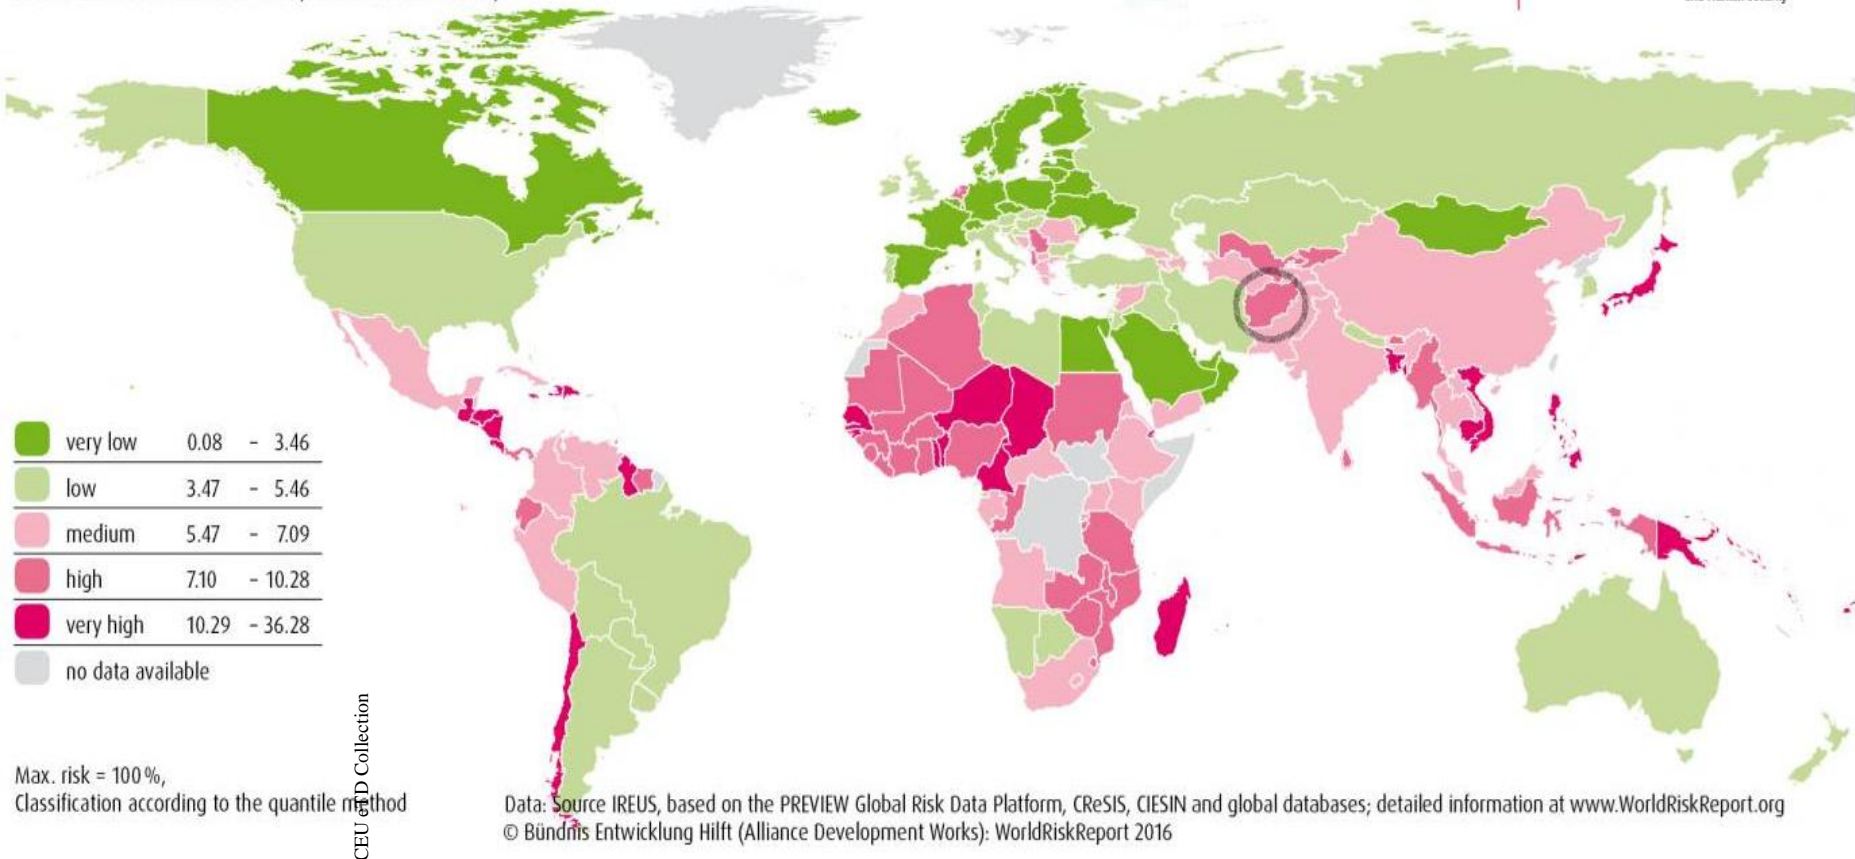 very low 0.08 - 3.46
low 3.47 - 5.46
medium 5.47 - 7.09
high 7.10 - 10.28
very high 10.29 - 36.28
no data available
Max. risk = 100 %,
Classification according to the quantile method
CEU eTD Collection
Data: Source IREUS, based on the PREVIEW Global Risk Data Platform, CReSIS, CIESIN and global databases; detailed information at www.WorldRiskReport.org
© Bündnis Entwicklung Hilft (Alliance Development Works): WorldRiskReport 2016